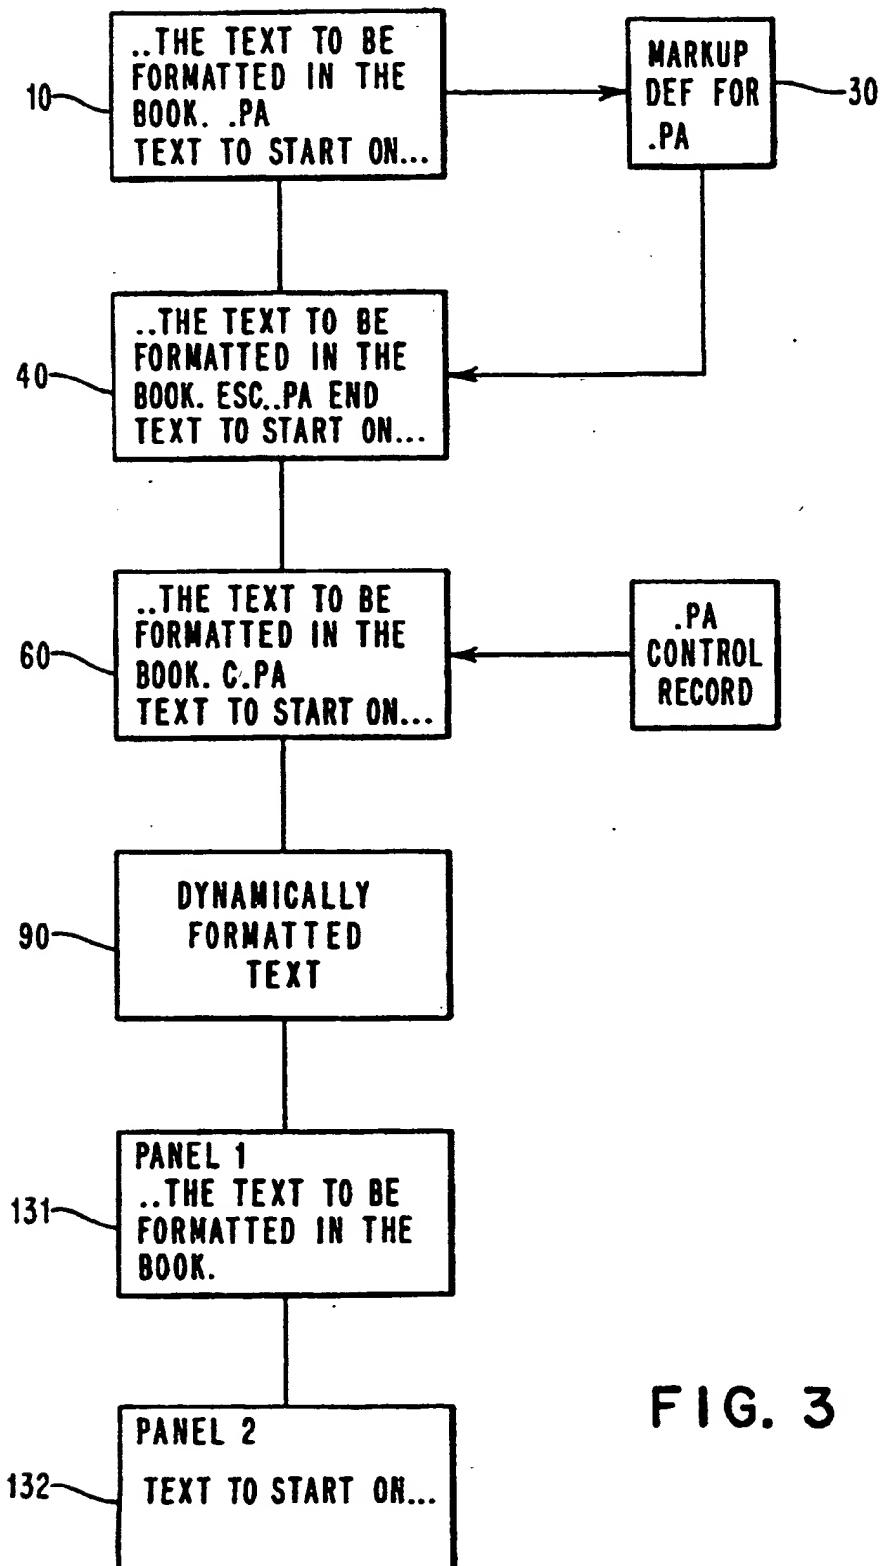 ..THE TEXT TO BE
FORMATTED IN THE
BOOK. .PA
TEXT TO START ON...
10
MARKUP
DEF FOR
.PA
30
..THE TEXT TO BE
FORMATTED IN THE
BOOK. ESC..PA END
TEXT TO START ON...
40
..THE TEXT TO BE
FORMATTED IN THE
BOOK. C.PA
TEXT TO START ON...
60
.PA
CONTROL
RECORD
DYNAMICALLY
FORMATTED
TEXT
90
PANEL 1
..THE TEXT TO BE
FORMATTED IN THE
BOOK.
131
PANEL 2
TEXT TO START ON...
132
FIG. 3